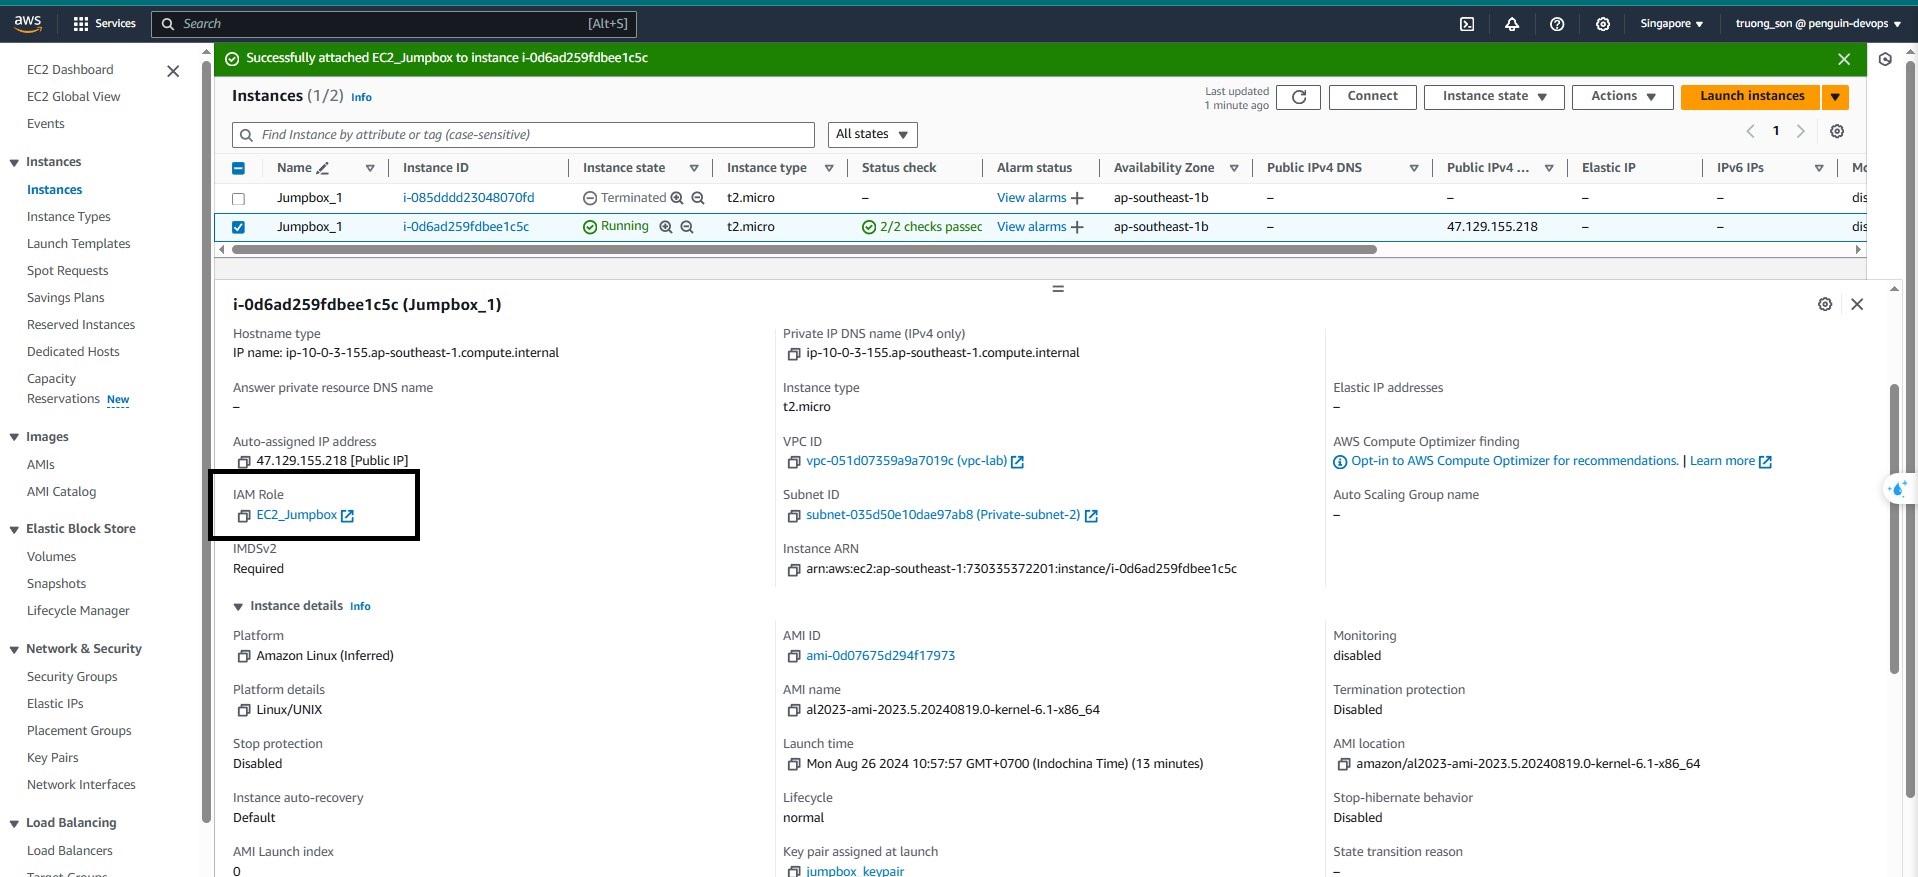 aws Services Search [Alt+S] Singapore truong_son @ penguin-devops
EC2 Dashboard
EC2 Global View
Events
Instances
Instances
Instance Types
Launch Templates
Spot Requests
Savings Plans
Reserved Instances
Dedicated Hosts
Capacity
Reservations New
Images
AMIs
AMI Catalog
Elastic Block Store
Volumes
Snapshots
Lifecycle Manager
Network & Security
Security Groups
Elastic IPs
Placement Groups
Key Pairs
Network Interfaces
Load Balancing
Load Balancers
Target Groups
Successfully attached EC2_Jumpbox to instance i-0d6ad259fdbee1c5c
Instances (1/2) Info
Last updated
1 minute ago
Connect Instance state Actions Launch instances
Find Instance by attribute or tag (case-sensitive) All states 1
Name Instance ID Instance state Instance type Status check Alarm status Availability Zone Public IPv4 DNS Public IPv4 ... Elastic IP IPv6 IPs Mo
Jumpbox_1 i-085dddd23048070fd Terminated t2.micro – View alarms + ap-southeast-1b – – – – dis
Jumpbox_1 i-0d6ad259fdbee1c5c Running t2.micro 2/2 checks passec View alarms + ap-southeast-1b – 47.129.155.218 – – dis
i-0d6ad259fdbee1c5c (Jumpbox_1)
Hostname type
IP name: ip-10-0-3-155.ap-southeast-1.compute.internal
Private IP DNS name (IPv4 only)
ip-10-0-3-155.ap-southeast-1.compute.internal
Answer private resource DNS name
–
Instance type
t2.micro
Elastic IP addresses
–
Auto-assigned IP address
47.129.155.218 [Public IP]
VPC ID
vpc-051d07359a9a7019c (vpc-lab)
AWS Compute Optimizer finding
Opt-in to AWS Compute Optimizer for recommendations. | Learn more
IAM Role
EC2_Jumpbox
Subnet ID
subnet-035d50e10dae97ab8 (Private-subnet-2)
Auto Scaling Group name
–
IMDSv2
Required
Instance ARN
arn:aws:ec2:ap-southeast-1:730335372201:instance/i-0d6ad259fdbee1c5c
Instance details Info
Platform
Amazon Linux (Inferred)
AMI ID
ami-0d07675d294f17973
Monitoring
disabled
Platform details
Linux/UNIX
AMI name
al2023-ami-2023.5.20240819.0-kernel-6.1-x86_64
Termination protection
Disabled
Stop protection
Disabled
Launch time
Mon Aug 26 2024 10:57:57 GMT+0700 (Indochina Time) (13 minutes)
AMI location
amazon/al2023-ami-2023.5.20240819.0-kernel-6.1-x86_64
Instance auto-recovery
Default
Lifecycle
normal
Stop-hibernate behavior
Disabled
AMI Launch index
0
Key pair assigned at launch
jumpbox_keypair
State transition reason
–